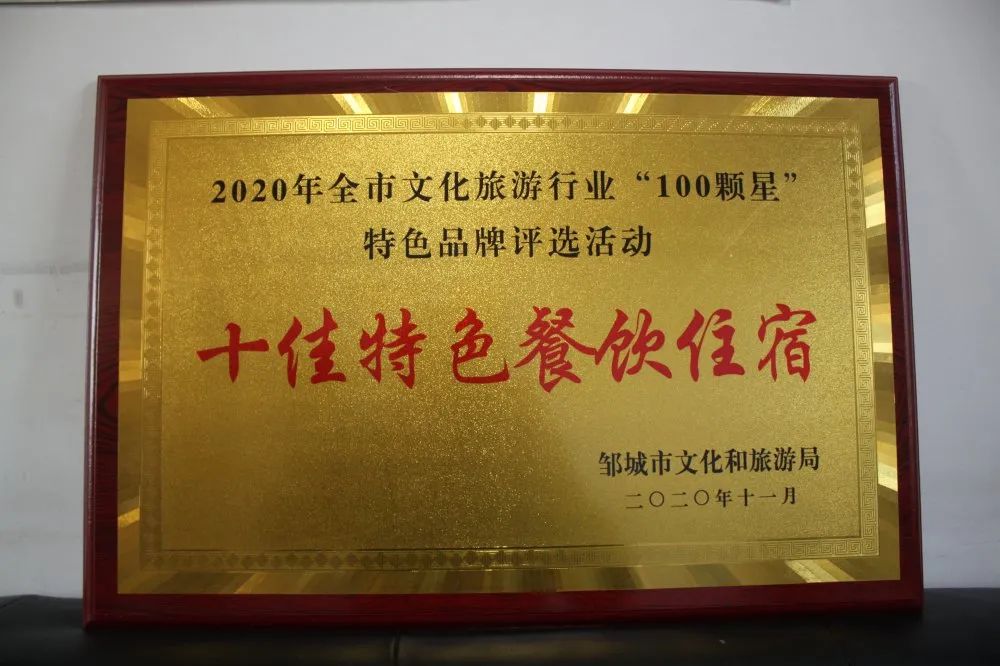 2020年全市文化旅游行业“100颗星”
特色品牌评选活动
十佳特色餐饮住宿
邹城市文化和旅游局
二〇二〇年十一月